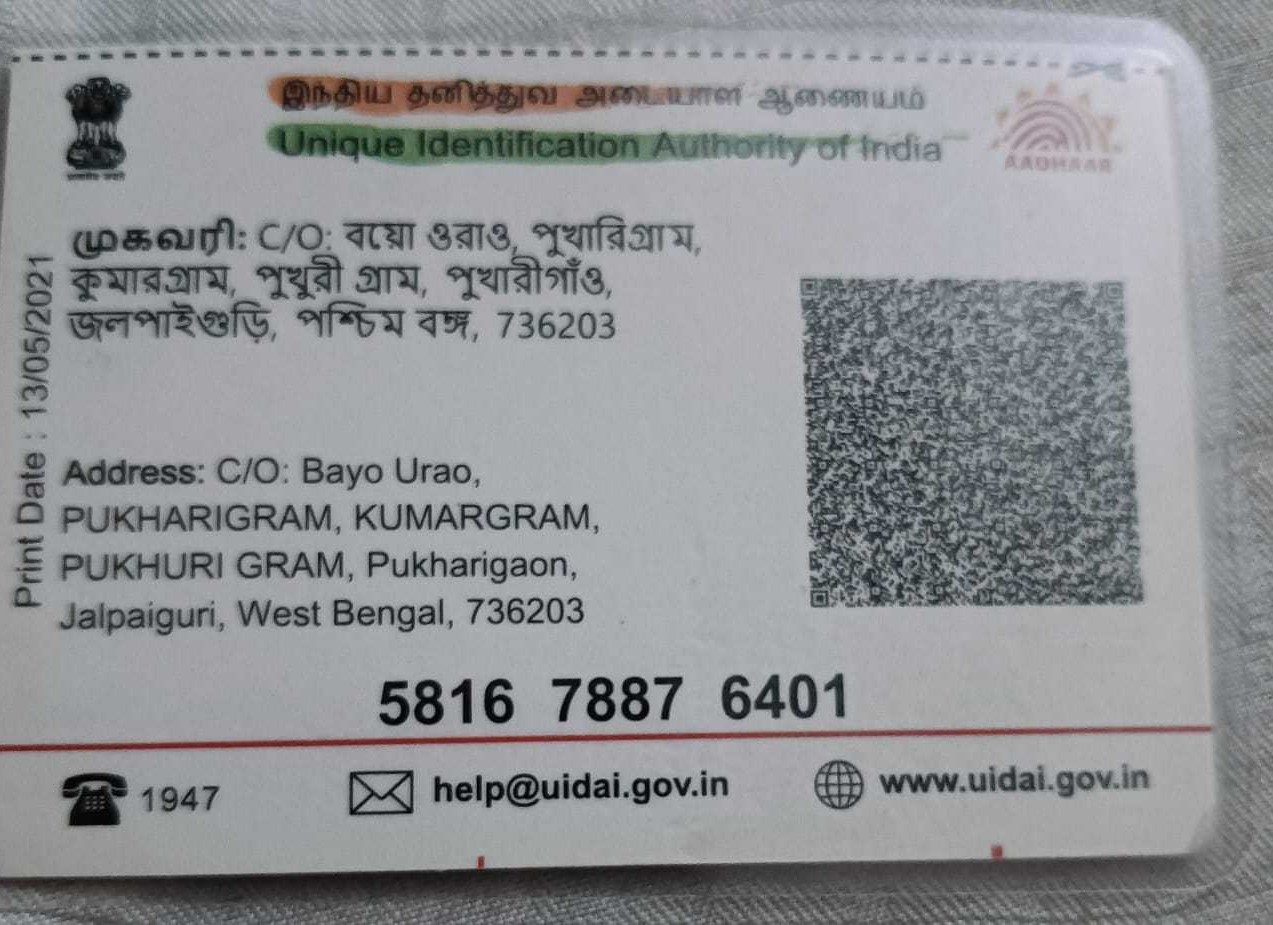 இந்திய தனித்துவ அடையாள ஆணையம்
Unique Identification Authority of India
AADHAAR
முகவரி: C/O: বয়ো ওরাও, পুখারিগ্রাম,
কুমারগ্রাম, পুখুরী গ্রাম, পুখারীগাঁও,
জলপাইগুড়ি, পশ্চিম বঙ্গ, 736203
Print Date : 13/05/2021
Address: C/O: Bayo Urao,
PUKHARIGRAM, KUMARGRAM,
PUKHURI GRAM, Pukharigaon,
Jalpaiguri, West Bengal, 736203
5816 7887 6401
1947
help@uidai.gov.in
www.uidai.gov.in